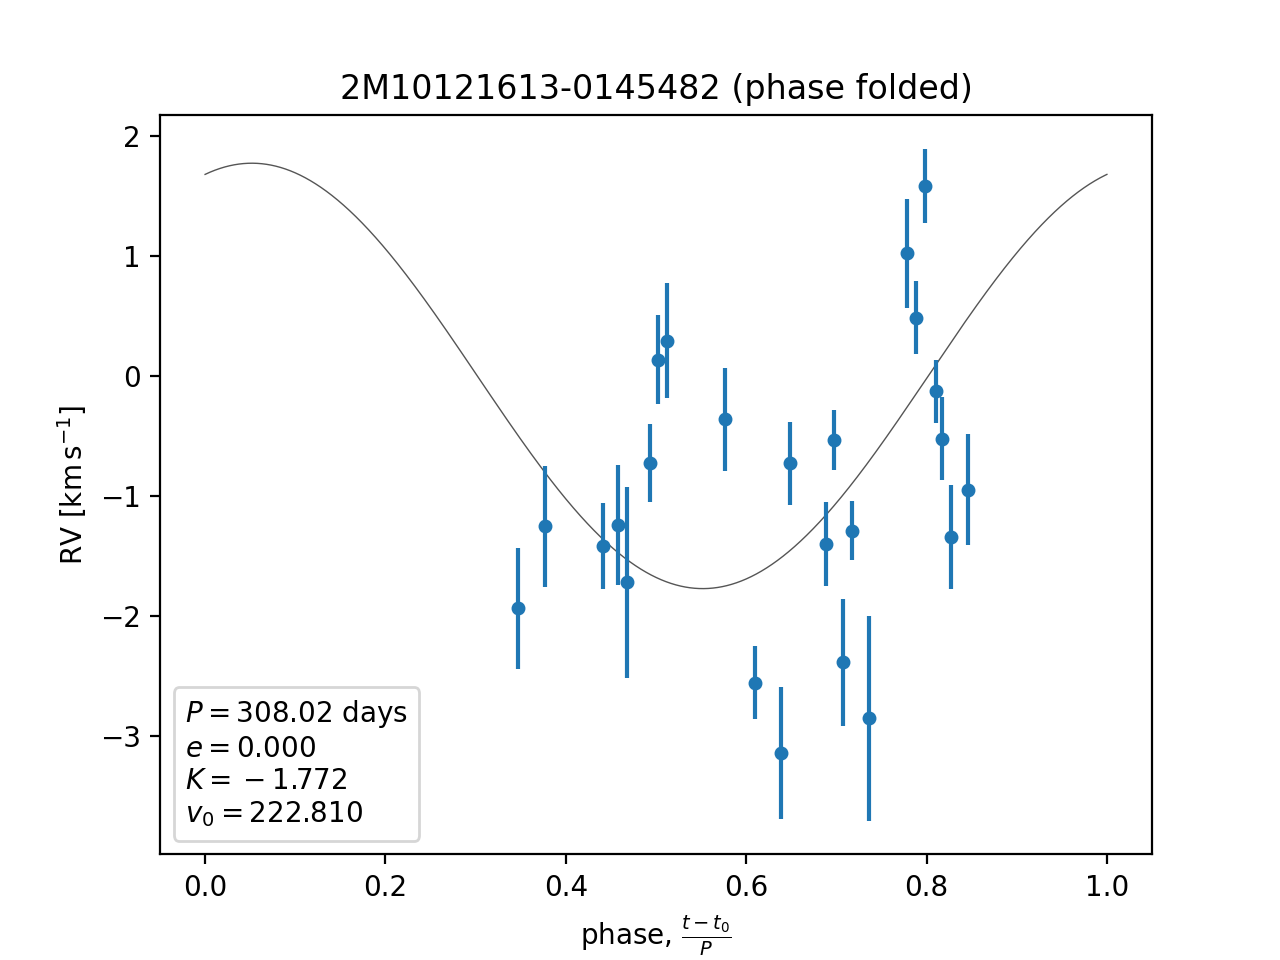 2M10121613-0145482 (phase folded)
2
1
0
−1
−2
−3
RV [km s⁻¹]
P = 308.02 days
e = 0.000
K = −1.772
v₀ = 222.810
0.0 0.2 0.4 0.6 0.8 1.0
phase, (t − t₀)/P